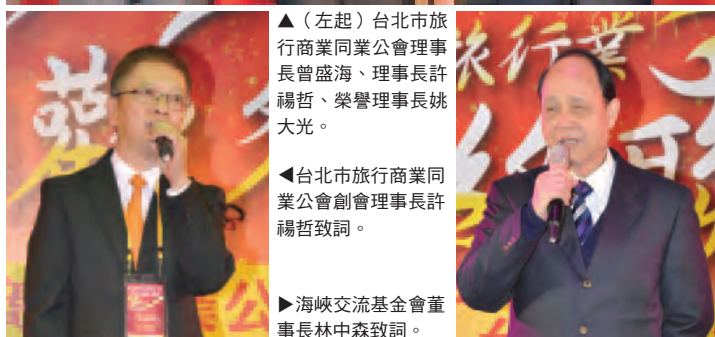 ▲（左起）台北市旅
行商業同業公會理事
長曾盛海、理事長許
禓哲、榮譽理事長姚
大光。
◀台北市旅行商業同
業公會創會理事長許
禓哲致詞。
▶海峽交流基金會董
事長林中森致詞。
旅行業